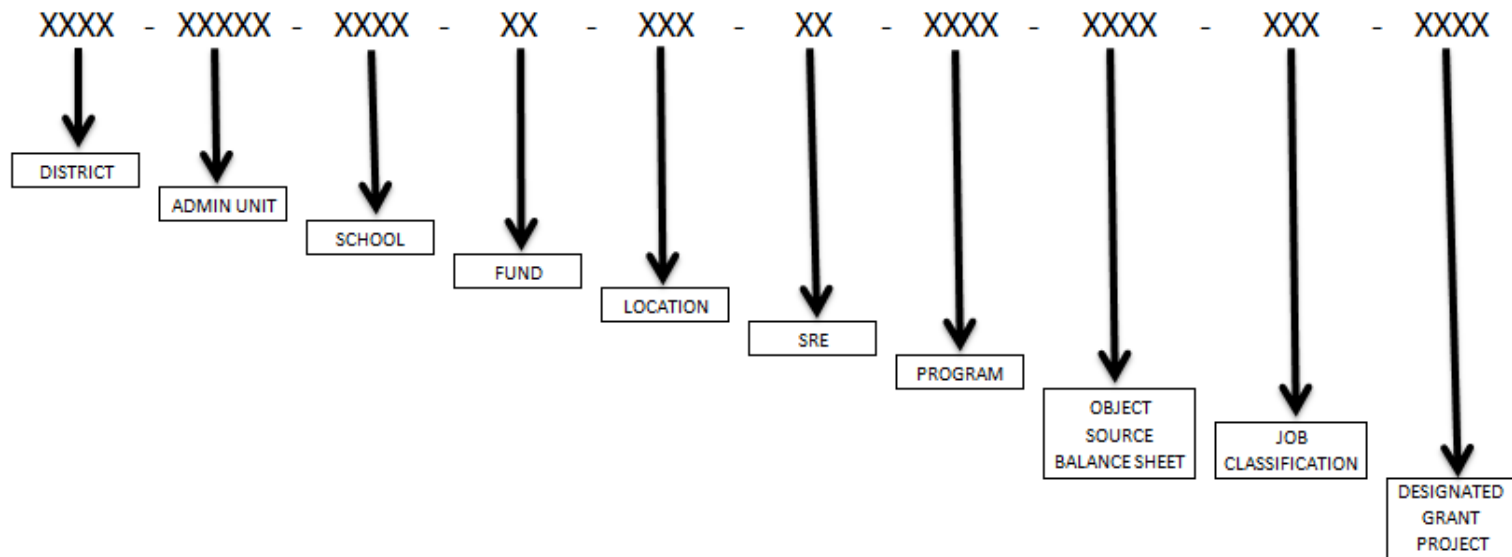 XXXX - XXXXX - XXXX - XX - XXX - XX - XXXX - XXXX - XXX - XXXX
DISTRICT
ADMIN UNIT
SCHOOL
FUND
LOCATION
SRE
PROGRAM
OBJECT
SOURCE
BALANCE SHEET
JOB
CLASSIFICATION
DESIGNATED
GRANT
PROJECT